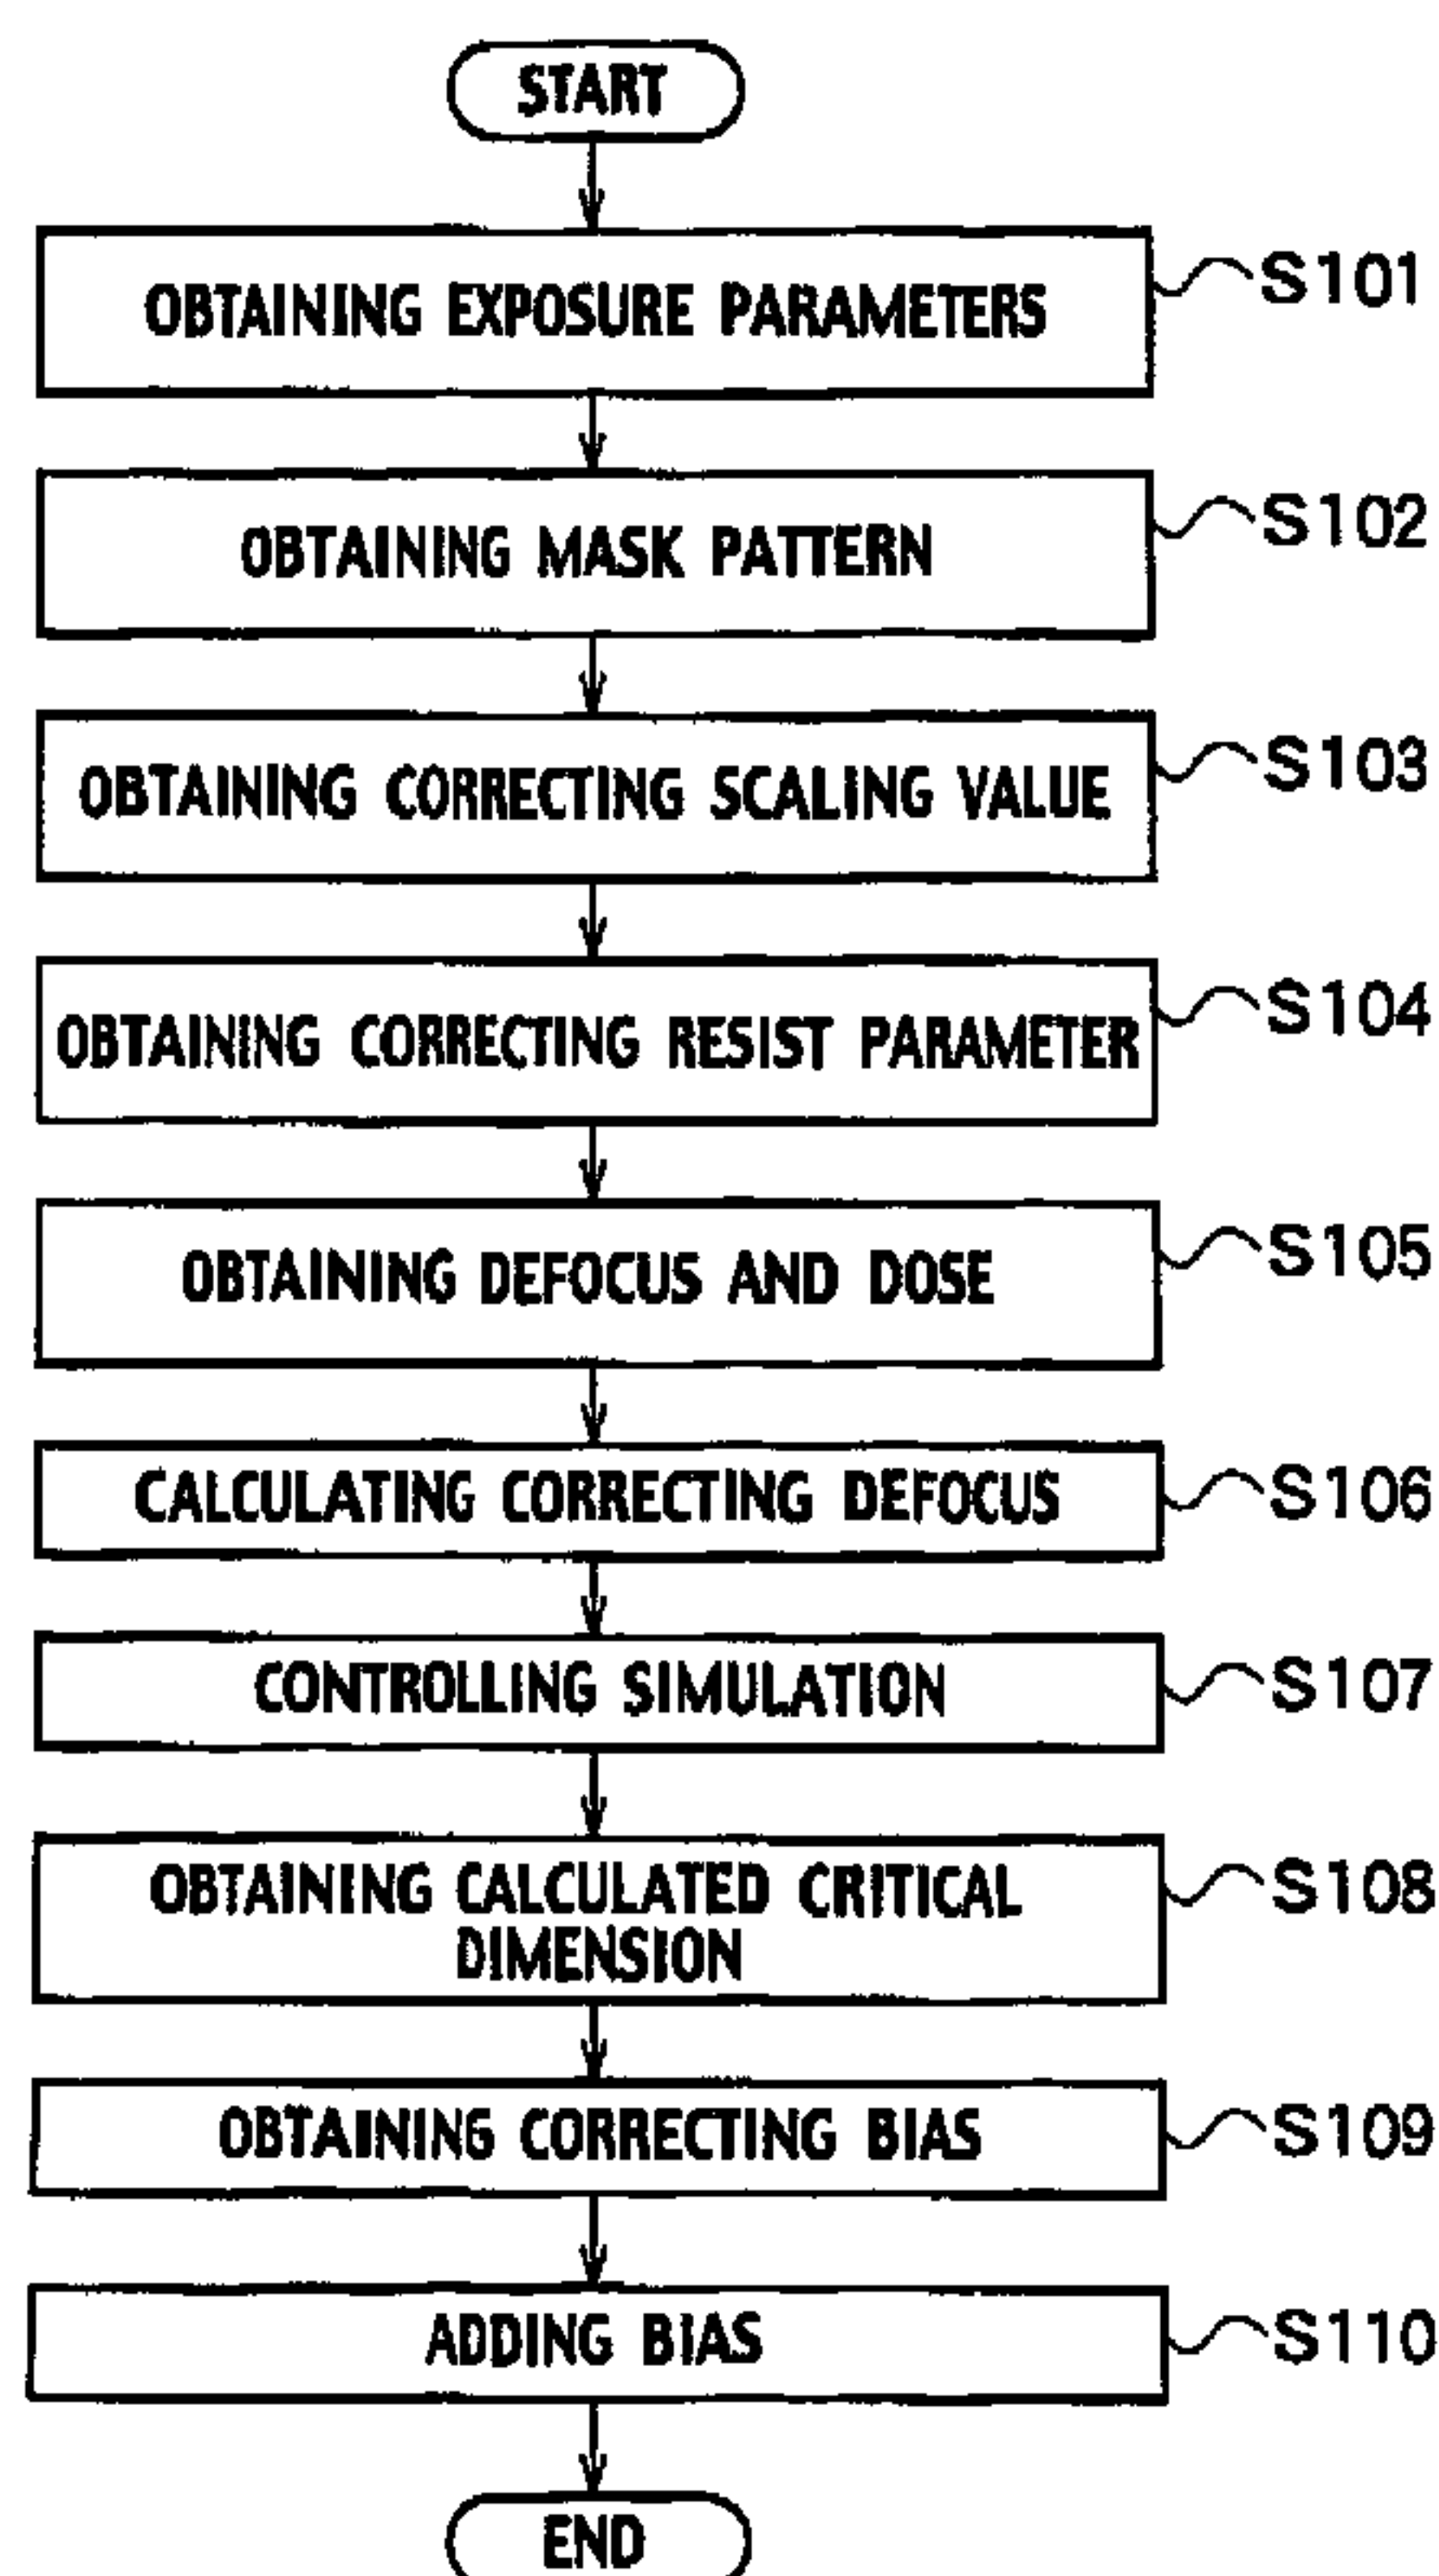 START
OBTAINING EXPOSURE PARAMETERS
S101
OBTAINING MASK PATTERN
S102
OBTAINING CORRECTING SCALING VALUE
S103
OBTAINING CORRECTING RESIST PARAMETER
S104
OBTAINING DEFOCUS AND DOSE
S105
CALCULATING CORRECTING DEFOCUS
S106
CONTROLLING SIMULATION
S107
OBTAINING CALCULATED CRITICAL
DIMENSION
S108
OBTAINING CORRECTING BIAS
S109
ADDING BIAS
S110
END